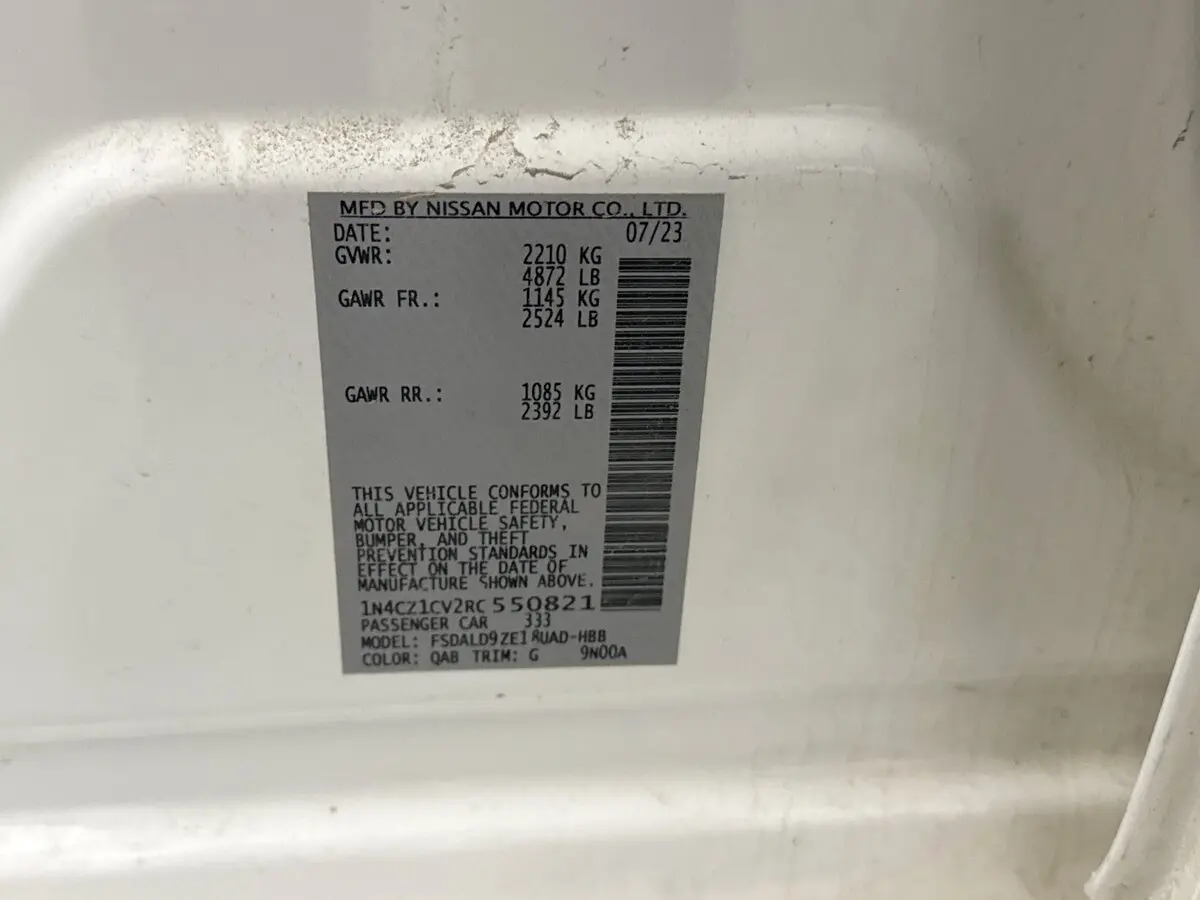 MFD BY NISSAN MOTOR CO., LTD.
DATE: 07/23
GVWR: 2210 KG
4872 LB
GAWR FR.: 1145 KG
2524 LB
GAWR RR.: 1085 KG
2392 LB
THIS VEHICLE CONFORMS TO
ALL APPLICABLE FEDERAL
MOTOR VEHICLE SAFETY,
BUMPER, AND THEFT
PREVENTION STANDARDS IN
EFFECT ON THE DATE OF
MANUFACTURE SHOWN ABOVE.
1N4CZ1CV2RC550821
PASSENGER CAR 333
MODEL: FSDALD9ZE18UAD-HBB
COLOR: QAB TRIM: G 9N00A